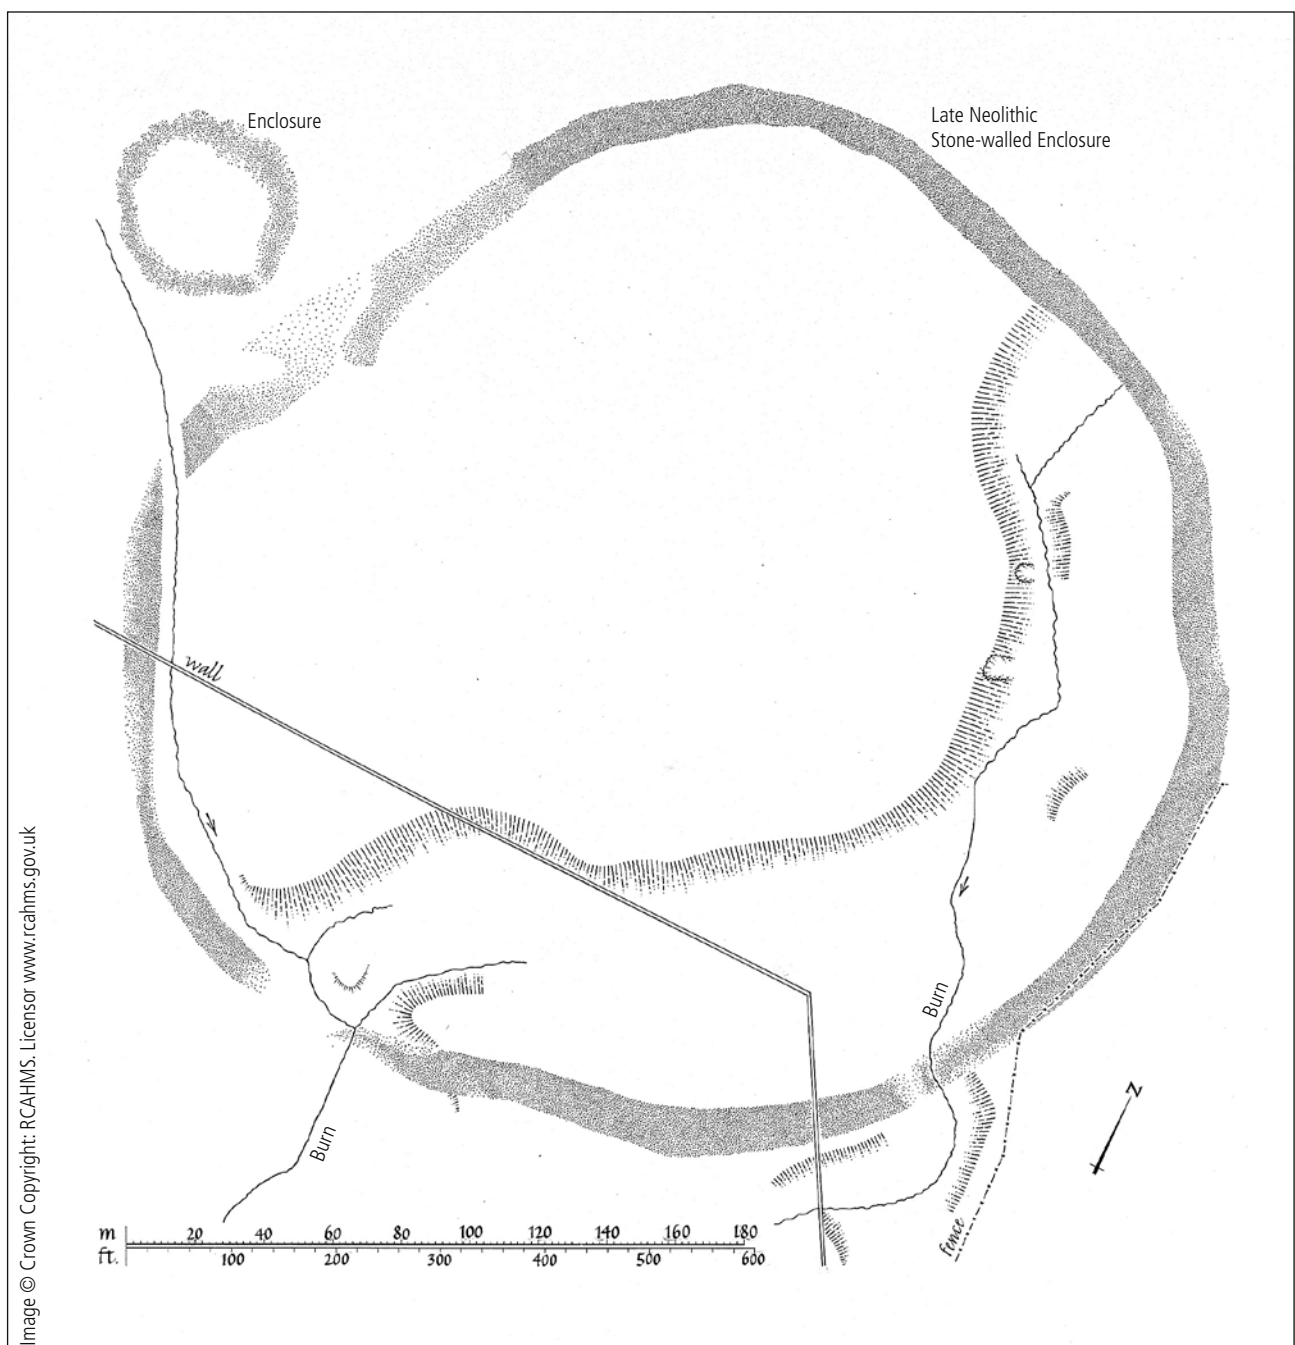 Enclosure
Late Neolithic
Stone-walled Enclosure
wall
Burn
Burn
N
fence
m 20 40 60 80 100 120 140 160 180
ft. 100 200 300 400 500 600
Image © Crown Copyright: RCAHMS. Licensor www.rcahms.gov.uk